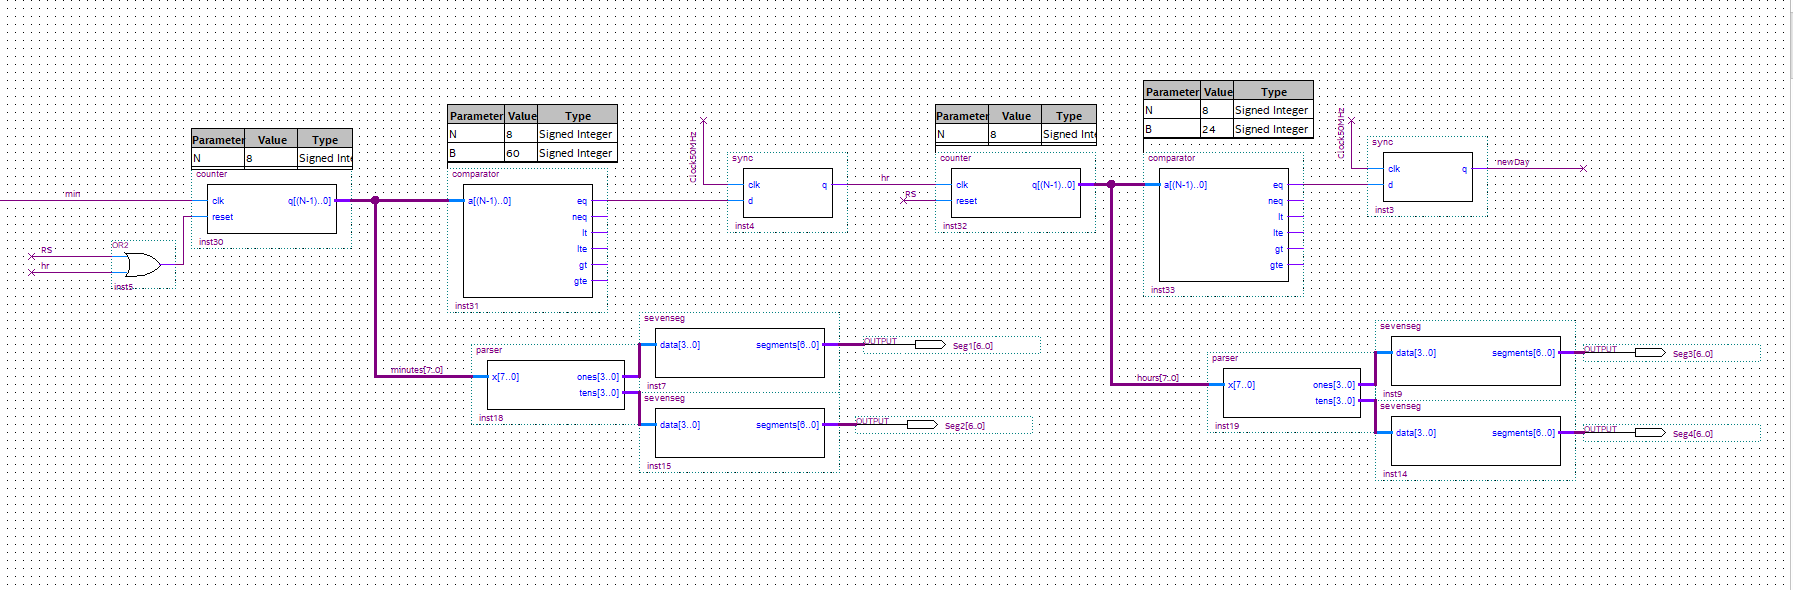 Parameter Value Type
N 8 Signed Inte
counter
min
clk q[(N-1)..0]
reset
inst30
RS
hr
OR2
inst5
Parameter Value Type
N 8 Signed Integer
B 60 Signed Integer
comparator
a[(N-1)..0] eq
neq
lt
lte
gt
gte
inst31
Clock50MHz
sync
clk q
d
inst4
hr
RS
Parameter Value Type
N 8 Signed Inte
counter
clk q[(N-1)..0]
reset
inst32
Parameter Value Type
N 8 Signed Integer
B 24 Signed Integer
comparator
a[(N-1)..0] eq
neq
lt
lte
gt
gte
inst33
Clock50MHz
sync
clk q
d
inst3
newDay
minutes[7..0]
parser
x[7..0] ones[3..0]
tens[3..0]
inst18
sevenseg
data[3..0] segments[6..0]
inst7
OUTPUT Seg1[6..0]
sevenseg
data[3..0] segments[6..0]
inst15
OUTPUT Seg2[6..0]
hours[7..0]
parser
x[7..0] ones[3..0]
tens[3..0]
inst19
sevenseg
data[3..0] segments[6..0]
inst9
OUTPUT Seg3[6..0]
sevenseg
data[3..0] segments[6..0]
inst14
OUTPUT Seg4[6..0]